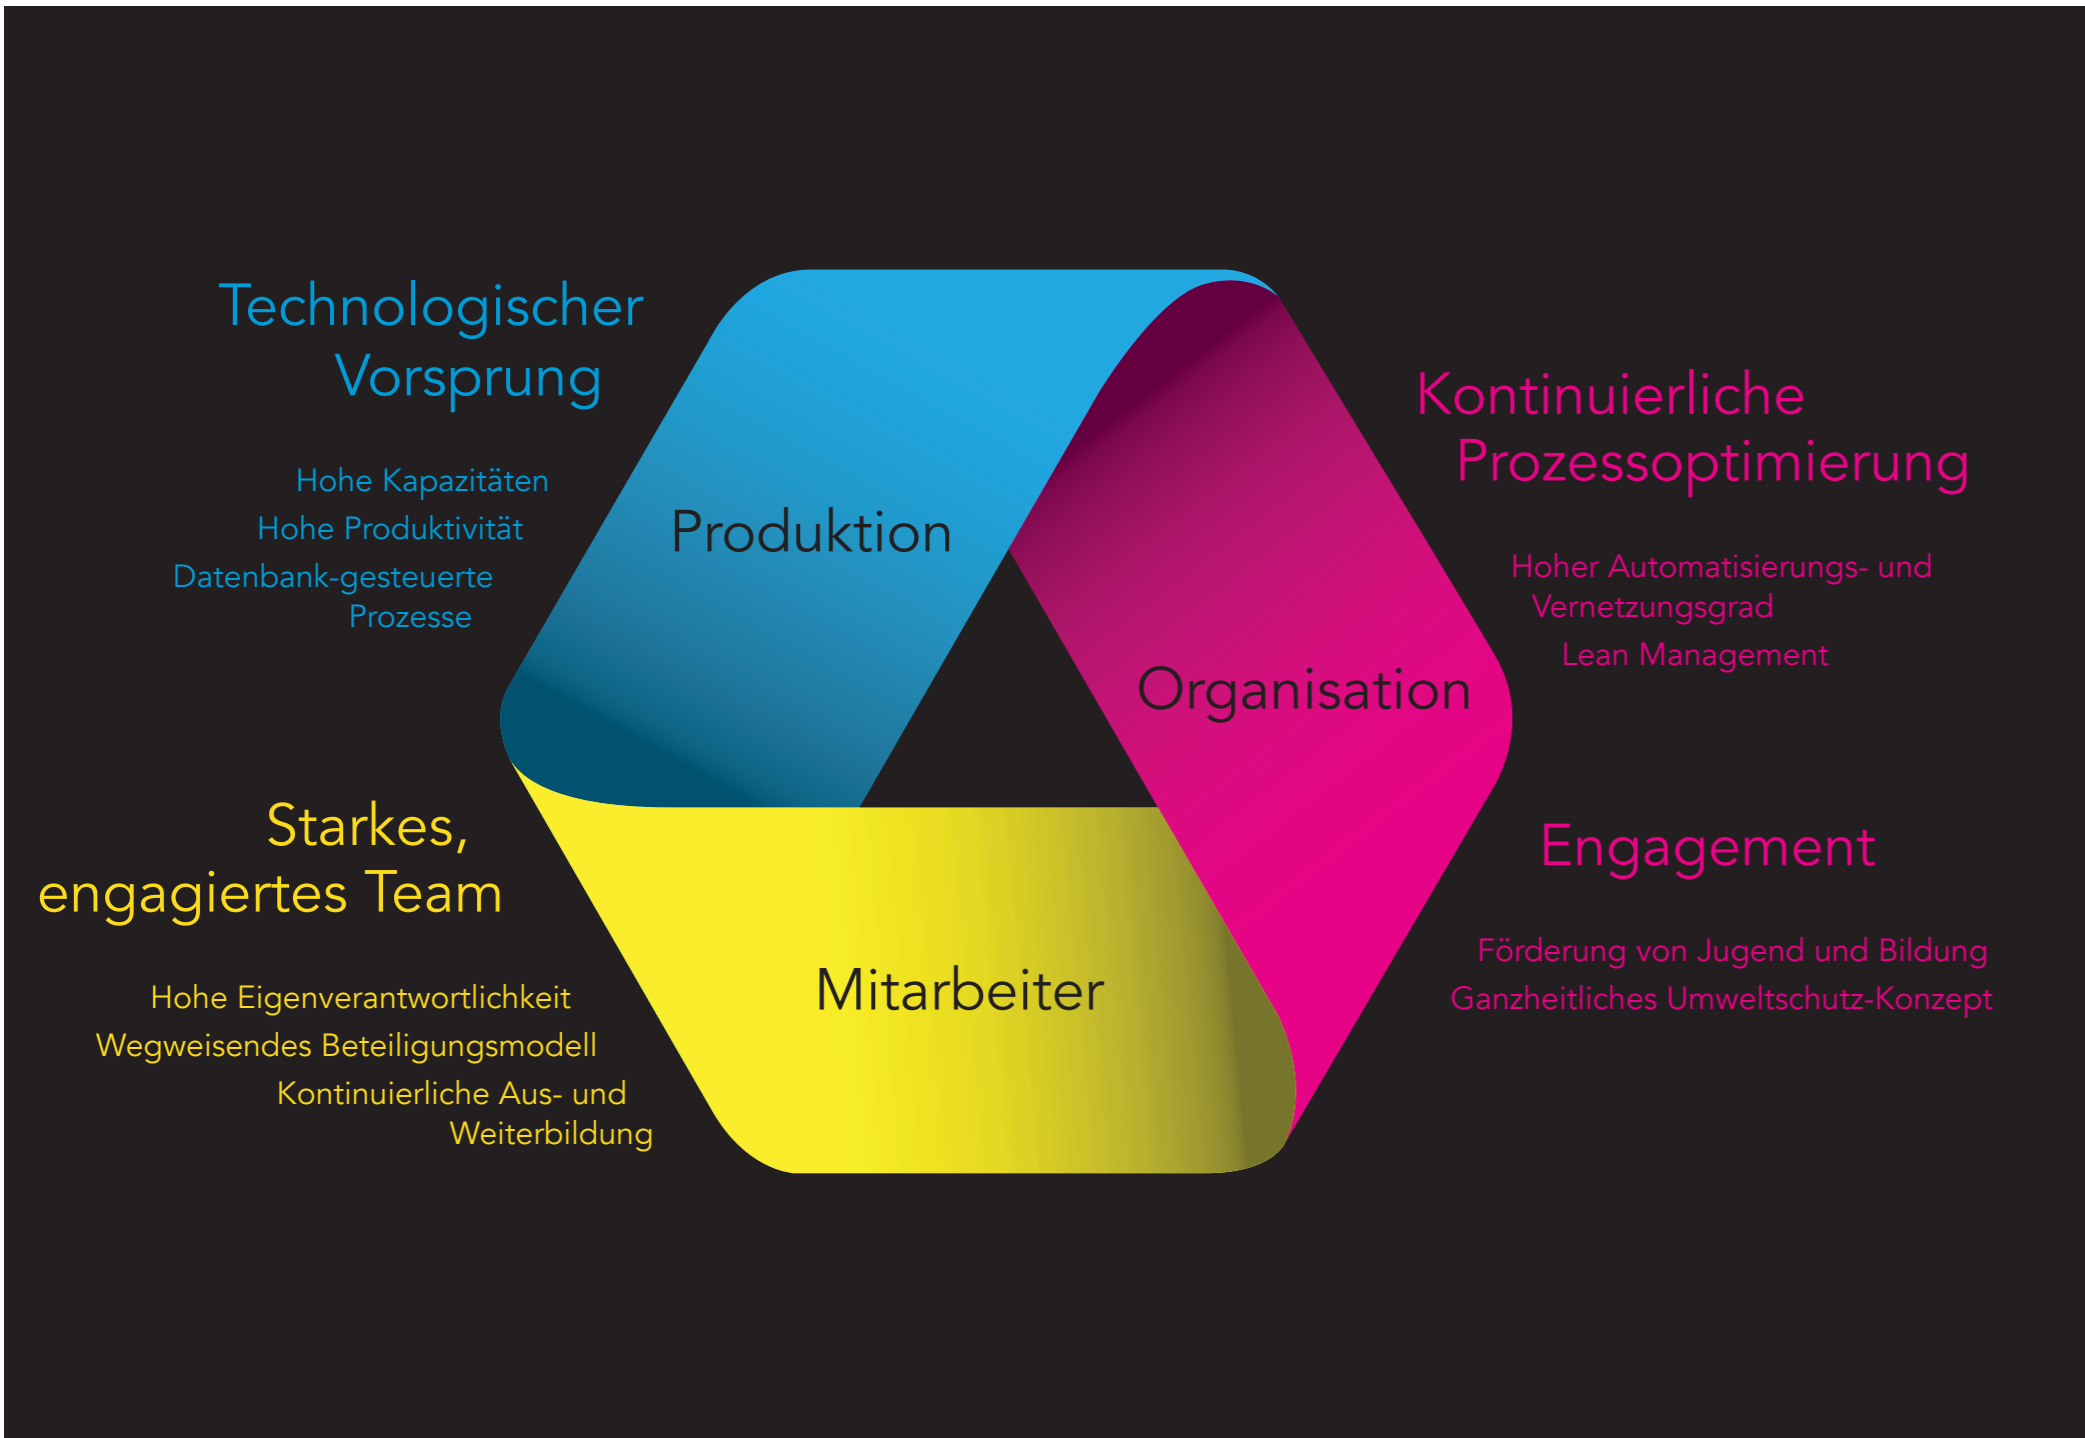 Technologischer
Vorsprung
Hohe Kapazitäten
Hohe Produktivität
Datenbank-gesteuerte
Prozesse
Produktion
Kontinuierliche
Prozessoptimierung
Hoher Automatisierungs- und
Vernetzungsgrad
Lean Management
Organisation
Engagement
Förderung von Jugend und Bildung
Ganzheitliches Umweltschutz-Konzept
Starkes,
engagiertes Team
Hohe Eigenverantwortlichkeit
Wegweisendes Beteiligungsmodell
Kontinuierliche Aus- und
Weiterbildung
Mitarbeiter